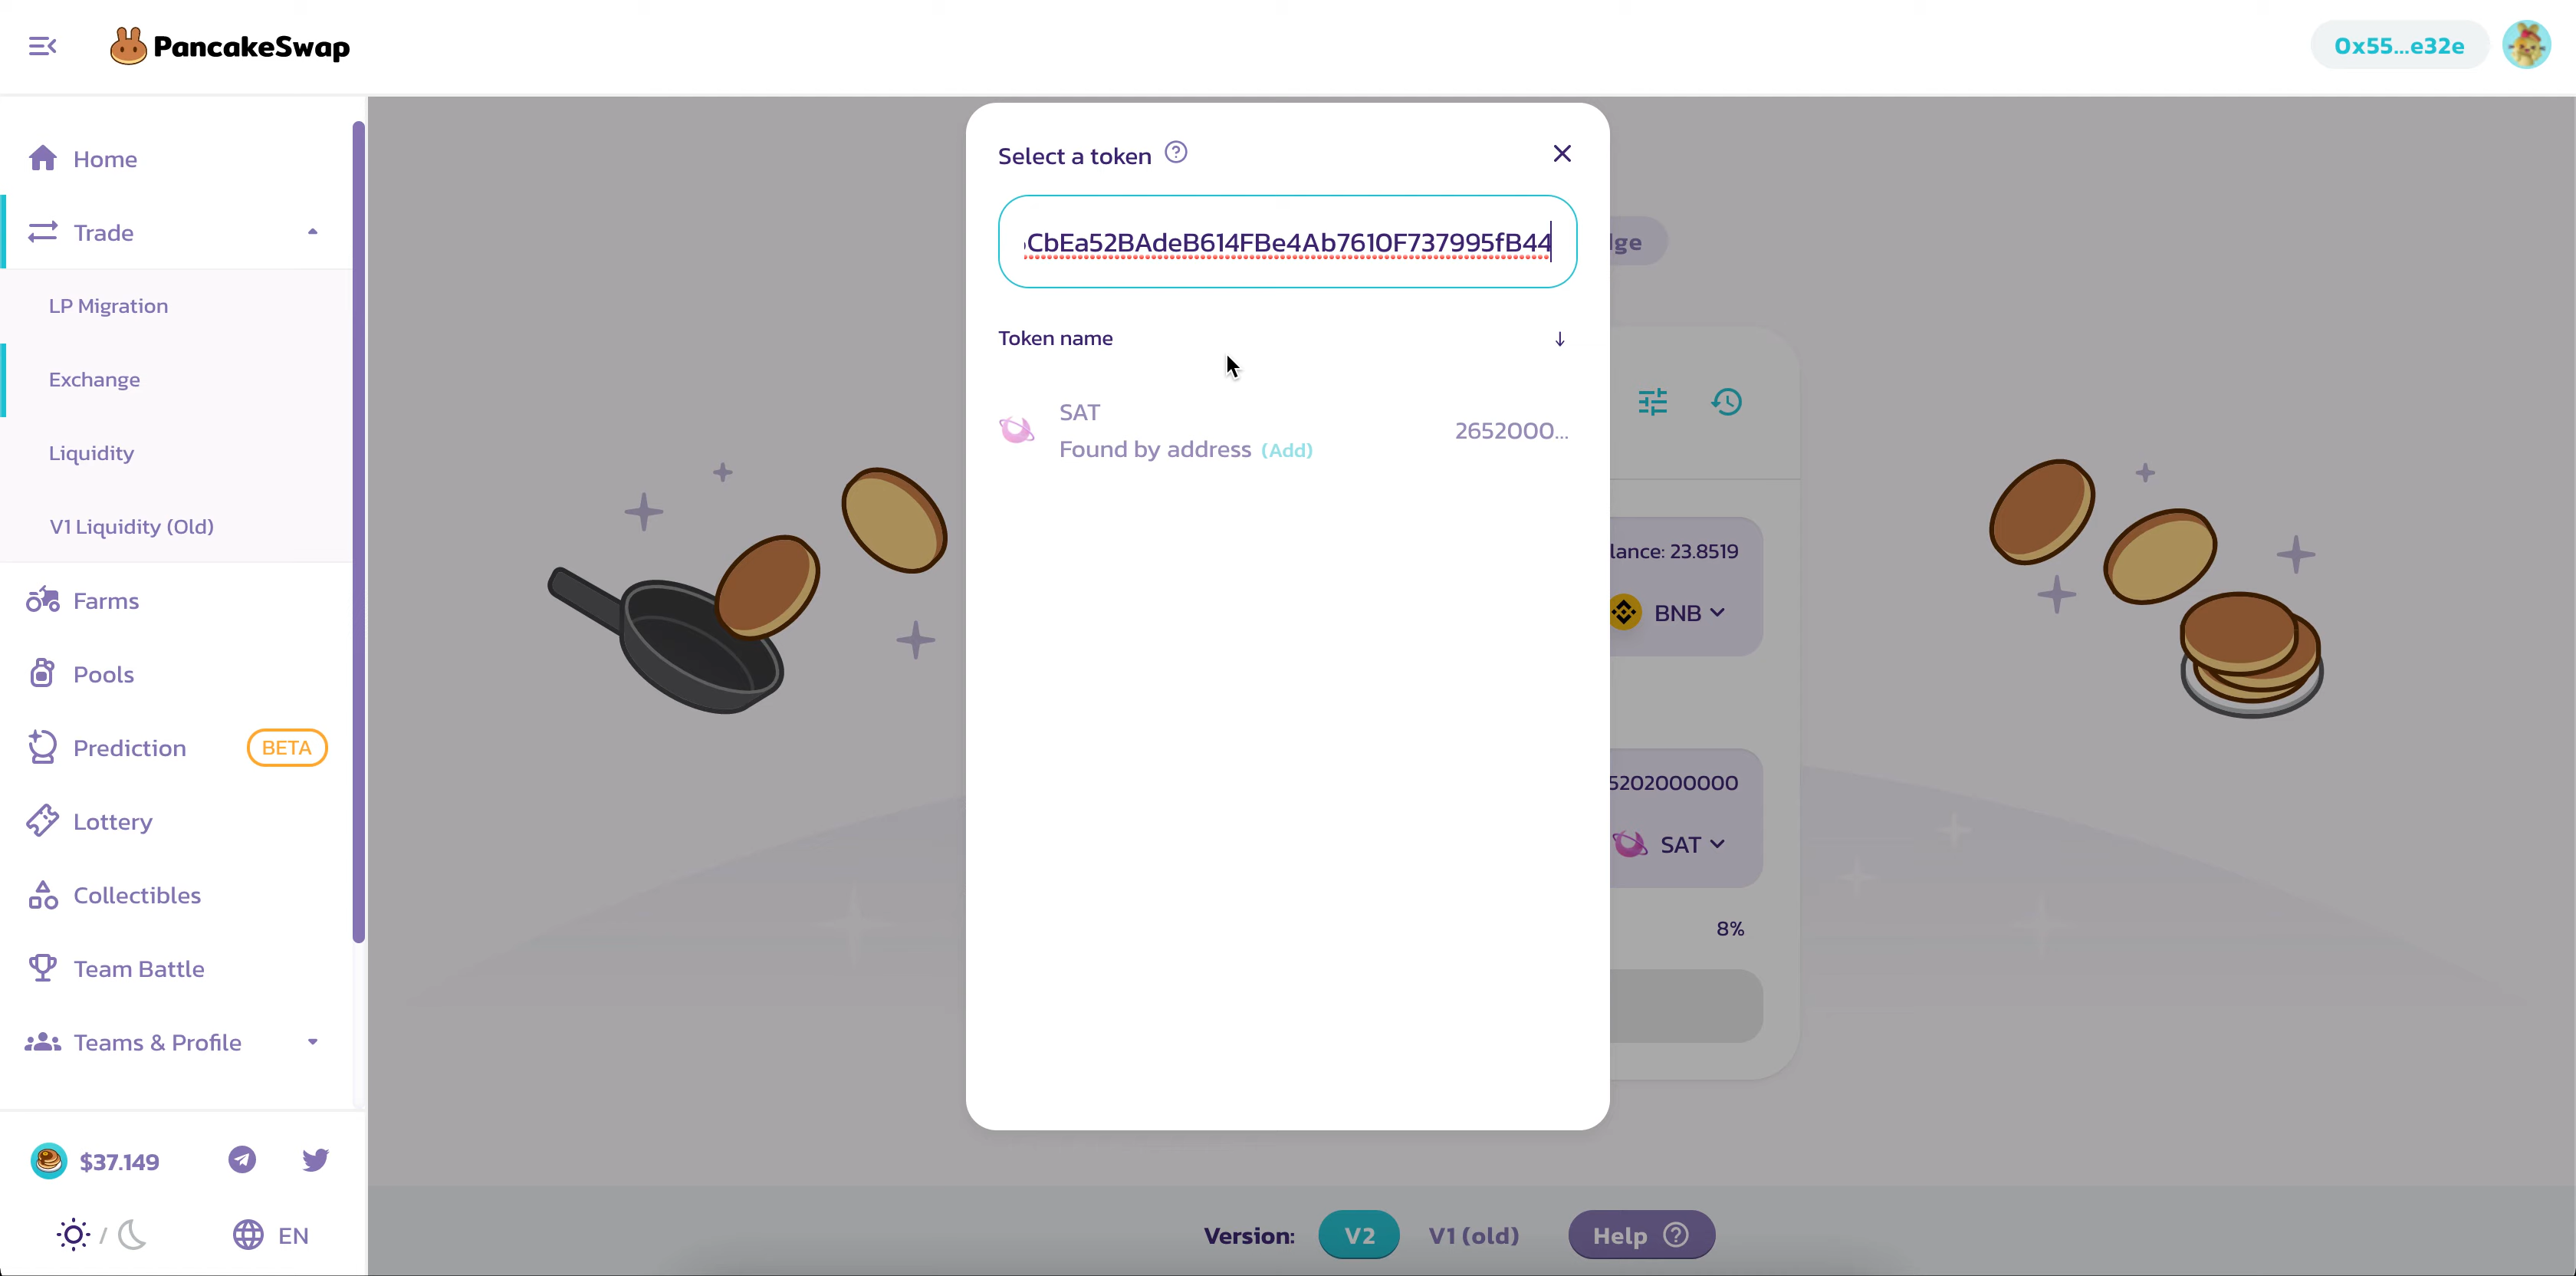 PancakeSwap
0x55...e32e
Home
Trade
LP Migration
Exchange
Liquidity
V1 Liquidity (Old)
Farms
Pools
Prediction BETA
Lottery
Collectibles
Team Battle
Teams & Profile
$37.149
EN
Select a token
CbEa52BAdeB614FBe4Ab7610F737995fB44
Token name
SAT
Found by address (Add)
2652000...
dge
lance: 23.8519
BNB
5202000000
SAT
8%
Version: V2 V1 (old) Help